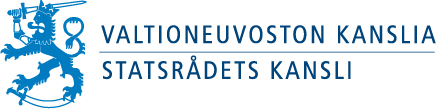 VALTIONEUVOSTON KANSLIA
STATSRÅDETS KANSLI